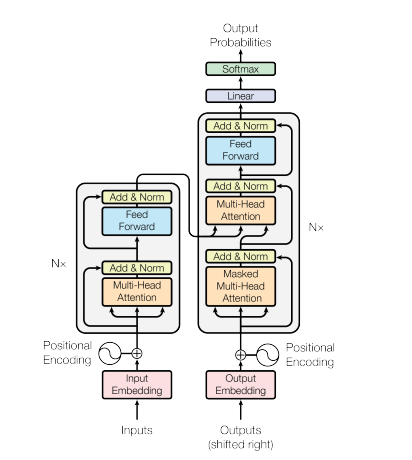 Output
Probabilities
Softmax
Linear
Add & Norm
Feed
Forward
Add & Norm
Multi-Head
Attention
Add & Norm
Masked
Multi-Head
Attention
N×
Add & Norm
Feed
Forward
Add & Norm
Multi-Head
Attention
N×
Positional
Encoding
Input
Embedding
Inputs
Positional
Encoding
Output
Embedding
Outputs
(shifted right)